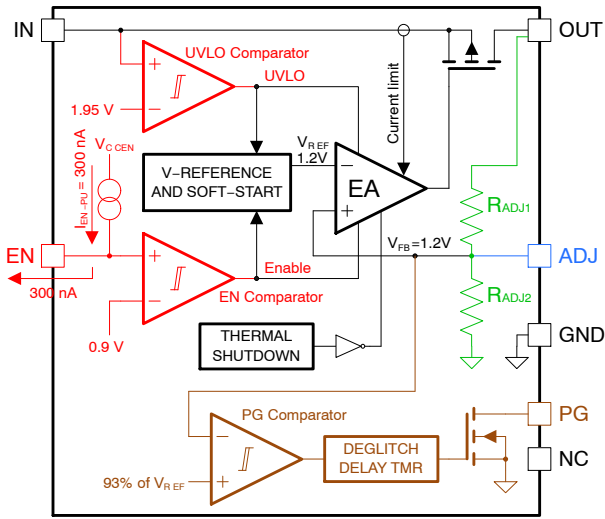 IN
OUT
UVLO Comparator
UVLO
1.95 V
Current limit
VREF
1.2V
V-REFERENCE
AND SOFT-START
EA
VCCEN
IEN-PU = 300 nA
RADJ1
VFB=1.2V
ADJ
EN
300 nA
Enable
EN Comparator
0.9 V
RADJ2
THERMAL
SHUTDOWN
GND
PG Comparator
PG
DEGLITCH
DELAY TMR
NC
93% of VREF